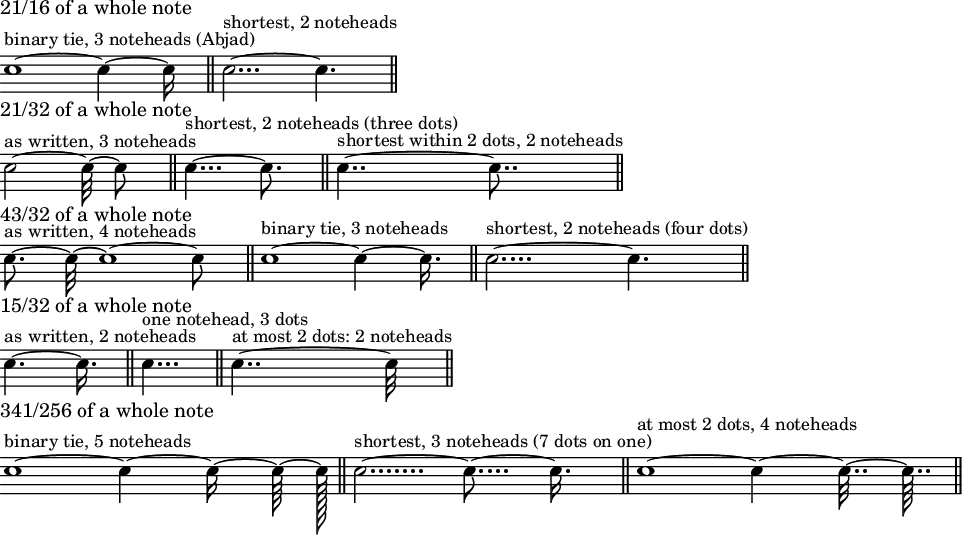 21/16 of a whole note
shortest, 2 noteheads
binary tie, 3 noteheads (Abjad)
21/32 of a whole note
shortest, 2 noteheads (three dots)
as written, 3 noteheads
shortest within 2 dots, 2 noteheads
43/32 of a whole note
as written, 4 noteheads
binary tie, 3 noteheads
shortest, 2 noteheads (four dots)
15/32 of a whole note
one notehead, 3 dots
as written, 2 noteheads
at most 2 dots: 2 noteheads
341/256 of a whole note
at most 2 dots, 4 noteheads
binary tie, 5 noteheads
shortest, 3 noteheads (7 dots on one)